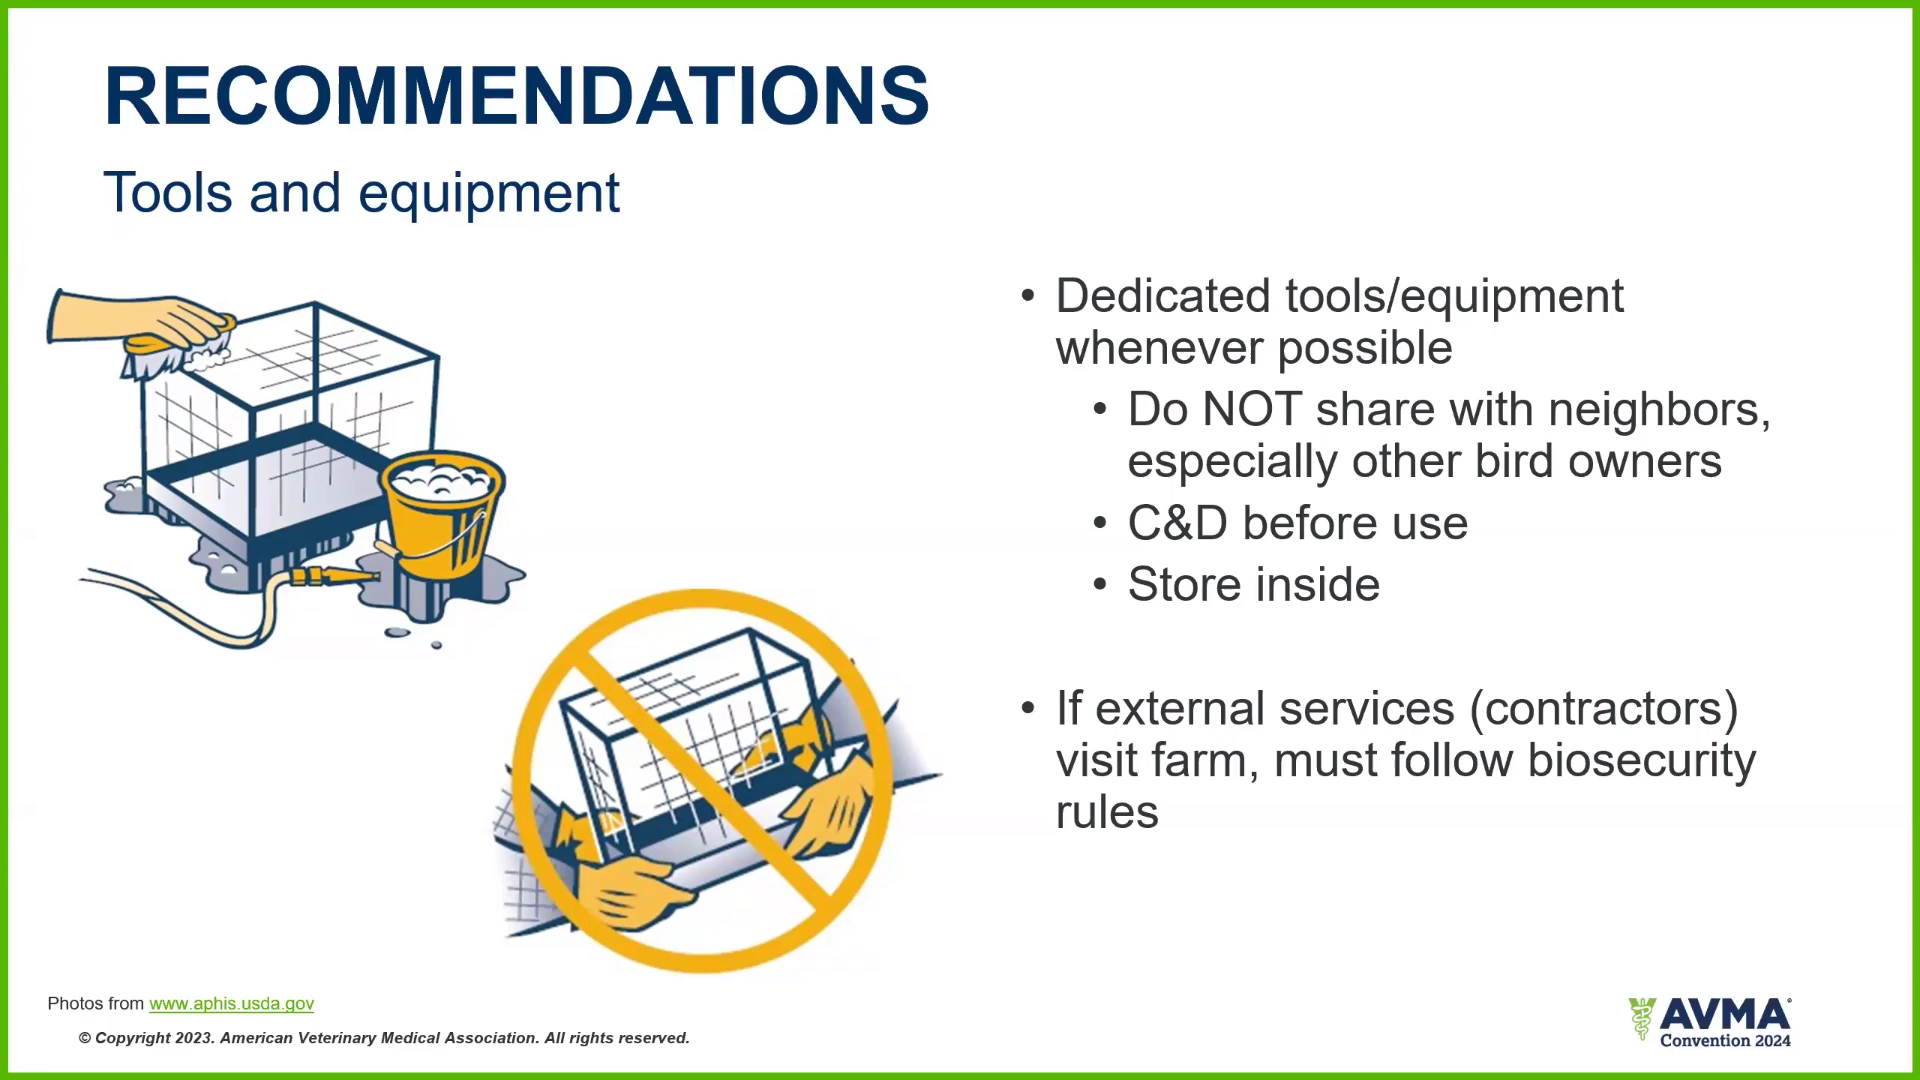 RECOMMENDATIONS
Tools and equipment
• Dedicated tools/equipment
whenever possible
• Do NOT share with neighbors,
especially other bird owners
• C&D before use
• Store inside
• If external services (contractors)
visit farm, must follow biosecurity
rules
Photos from www.aphis.usda.gov
© Copyright 2023. American Veterinary Medical Association. All rights reserved.
AVMA®
Convention 2024